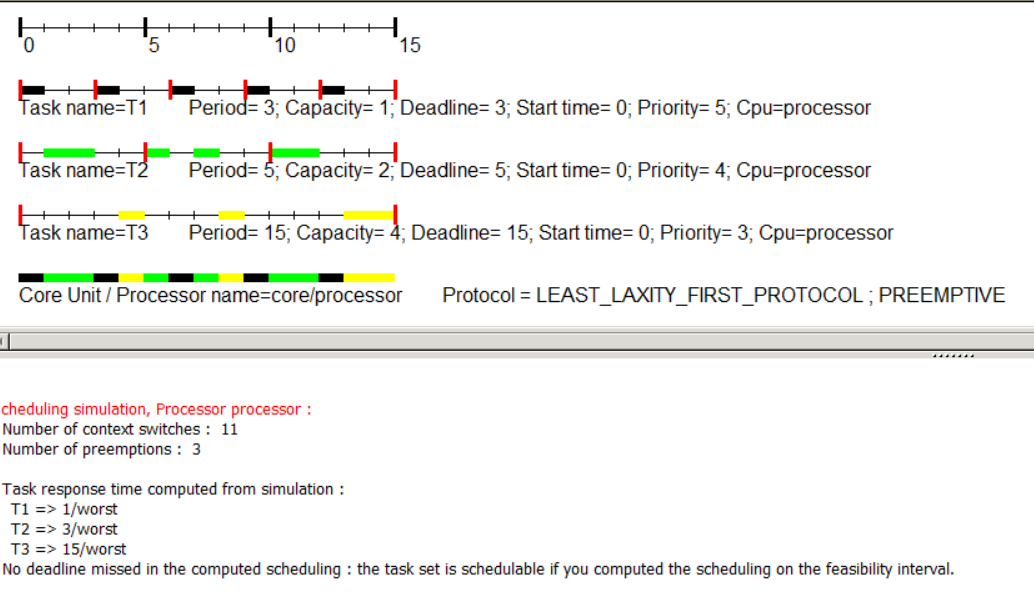 0 5 10 15
Task name=T1 Period= 3; Capacity= 1; Deadline= 3; Start time= 0; Priority= 5; Cpu=processor
Task name=T2 Period= 5; Capacity= 2; Deadline= 5; Start time= 0; Priority= 4; Cpu=processor
Task name=T3 Period= 15; Capacity= 4; Deadline= 15; Start time= 0; Priority= 3; Cpu=processor
Core Unit / Processor name=core/processor Protocol = LEAST_LAXITY_FIRST_PROTOCOL ; PREEMPTIVE
cheduling simulation, Processor processor :
Number of context switches : 11
Number of preemptions : 3
Task response time computed from simulation :
T1 => 1/worst
T2 => 3/worst
T3 => 15/worst
No deadline missed in the computed scheduling : the task set is schedulable if you computed the scheduling on the feasibility interval.